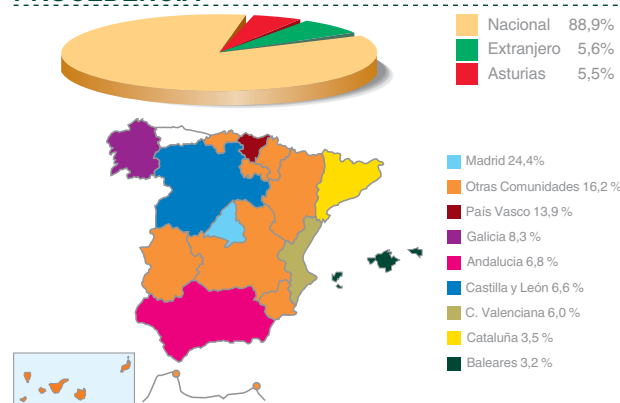 Nacional 88,9%
Extranjero 5,6%
Asturias 5,5%
Madrid 24,4%
Otras Comunidades 16,2 %
País Vasco 13,9 %
Galicia 8,3 %
Andalucia 6,8 %
Castilla y León 6,6 %
C. Valenciana 6,0 %
Cataluña 3,5 %
Baleares 3,2 %